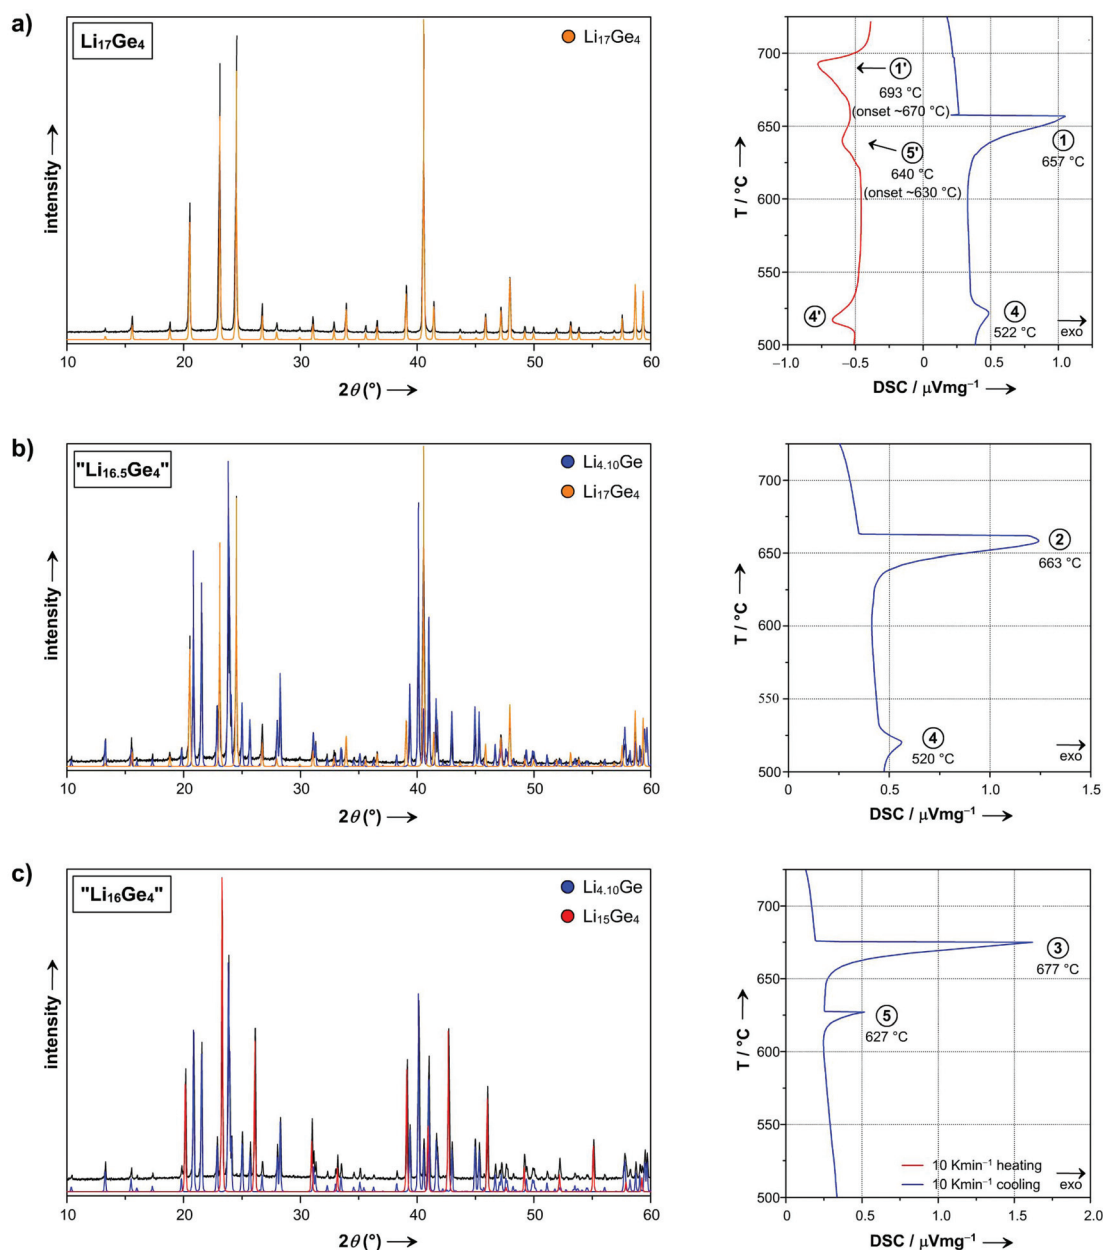 a)
Li₁₇Ge₄
Li₁₇Ge₄
intensity ⟶
10 20 30 40 50 60
2θ (°) ⟶
700
650
600
550
500
T / °C ⟶
1'
693 °C
(onset ~670 °C)
1
657 °C
5'
640 °C
(onset ~630 °C)
4'
4
522 °C
exo
−1.0 −0.5 0 0.5 1.0
DSC / µVmg⁻¹ ⟶
b)
"Li₁₆.₅Ge₄"
Li₄.₁₀Ge
Li₁₇Ge₄
intensity ⟶
10 20 30 40 50 60
2θ (°) ⟶
700
650
600
550
500
T / °C ⟶
2
663 °C
4
520 °C
exo
0 0.5 1.0 1.5
DSC / µVmg⁻¹ ⟶
c)
"Li₁₆Ge₄"
Li₄.₁₀Ge
Li₁₅Ge₄
intensity ⟶
10 20 30 40 50 60
2θ (°) ⟶
700
650
600
550
500
T / °C ⟶
3
677 °C
5
627 °C
10 Kmin⁻¹ heating
10 Kmin⁻¹ cooling
exo
0 0.5 1.0 1.5 2.0
DSC / µVmg⁻¹ ⟶